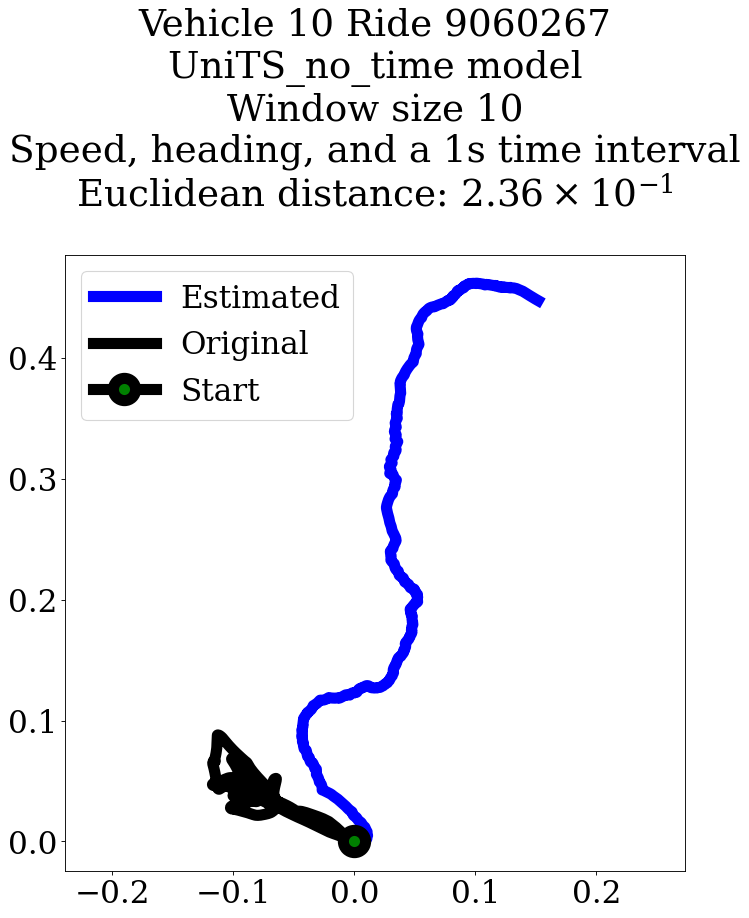 Vehicle 10 Ride 9060267
UniTS_no_time model
Window size 10
Speed, heading, and a 1s time interval
Euclidean distance: 2.36 × 10⁻¹
Estimated
Original
Start
0.4
0.3
0.2
0.1
0.0
−0.2 −0.1 0.0 0.1 0.2